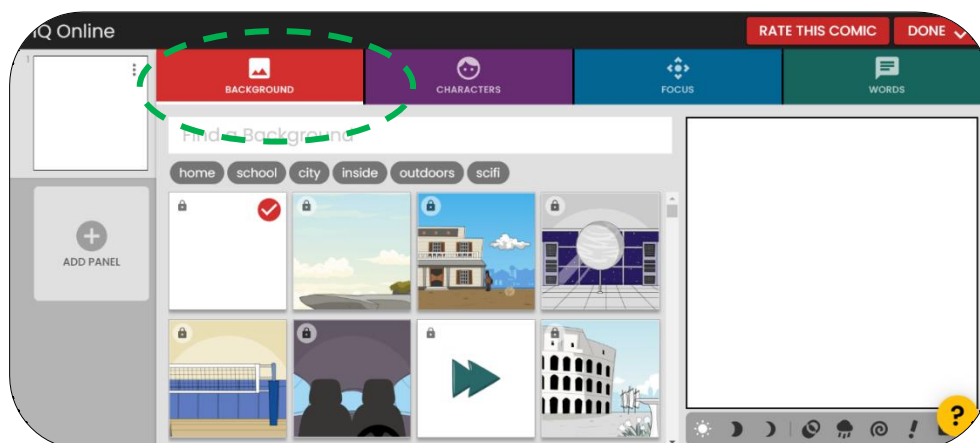 IQ Online
RATE THIS COMIC
DONE
1
BACKGROUND
CHARACTERS
FOCUS
WORDS
Find a Background
home school city inside outdoors scifi
ADD PANEL
?